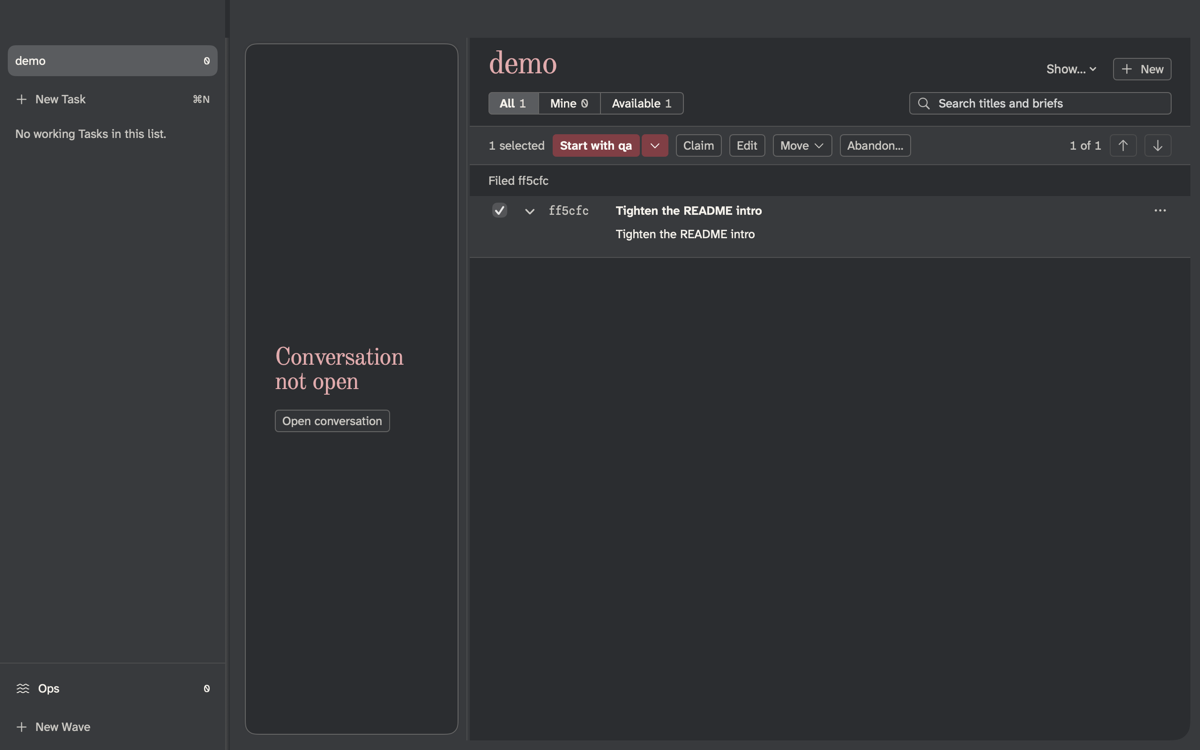 demo 0
New Task ⌘N
No working Tasks in this list.
Ops 0
New Wave
Conversation
not open
Open conversation
demo
Show...
New
All 1 Mine 0 Available 1
Search titles and briefs
1 selected Start with qa Claim Edit Move Abandon... 1 of 1
Filed ff5cfc
ff5cfc Tighten the README intro
Tighten the README intro